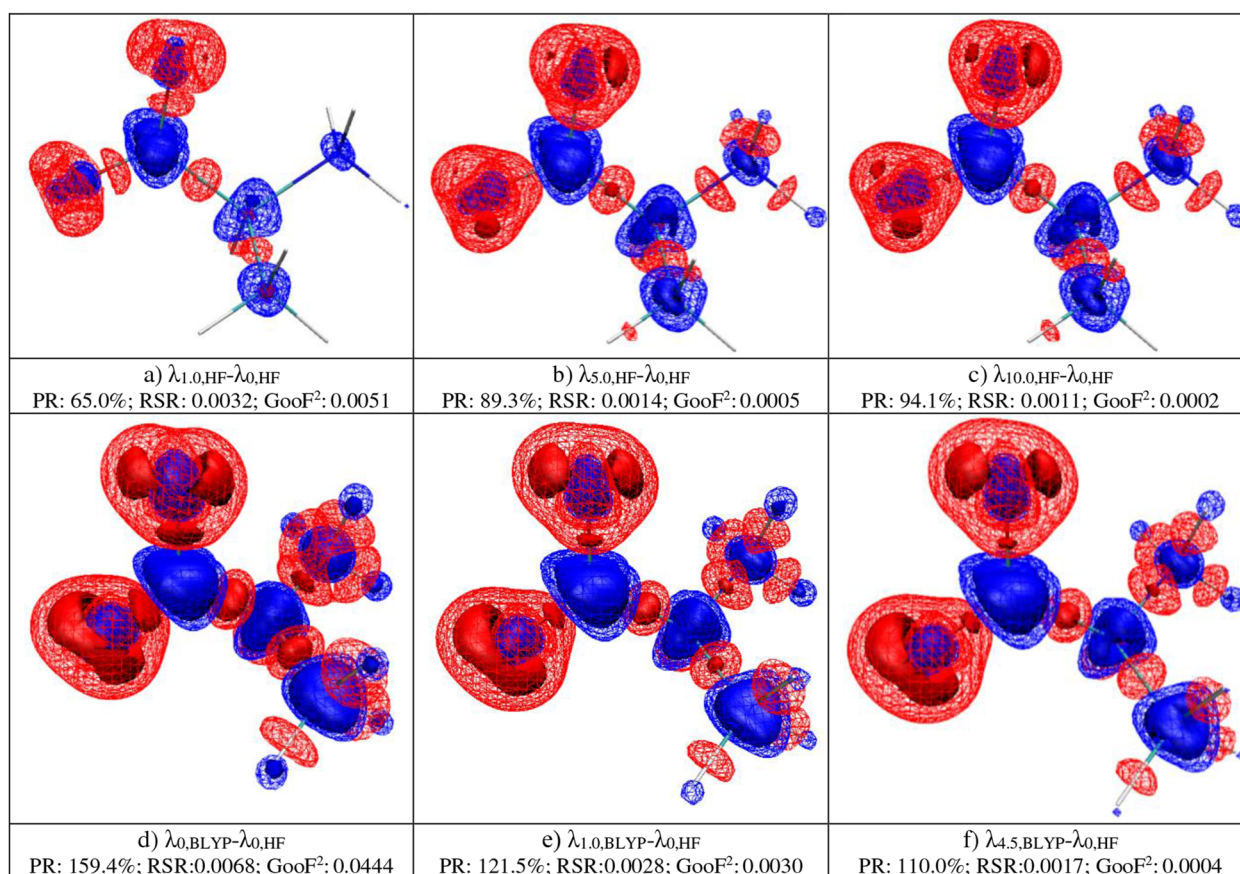 a) λ1.0,HF-λ0,HF
PR: 65.0%; RSR: 0.0032; GooF²: 0.0051
b) λ5.0,HF-λ0,HF
PR: 89.3%; RSR: 0.0014; GooF²: 0.0005
c) λ10.0,HF-λ0,HF
PR: 94.1%; RSR: 0.0011; GooF²: 0.0002
d) λ0,BLYP-λ0,HF
PR: 159.4%; RSR:0.0068; GooF²: 0.0444
e) λ1.0,BLYP-λ0,HF
PR: 121.5%; RSR: 0.0028; GooF²: 0.0030
f) λ4.5,BLYP-λ0,HF
PR: 110.0%; RSR:0.0017; GooF²: 0.0004